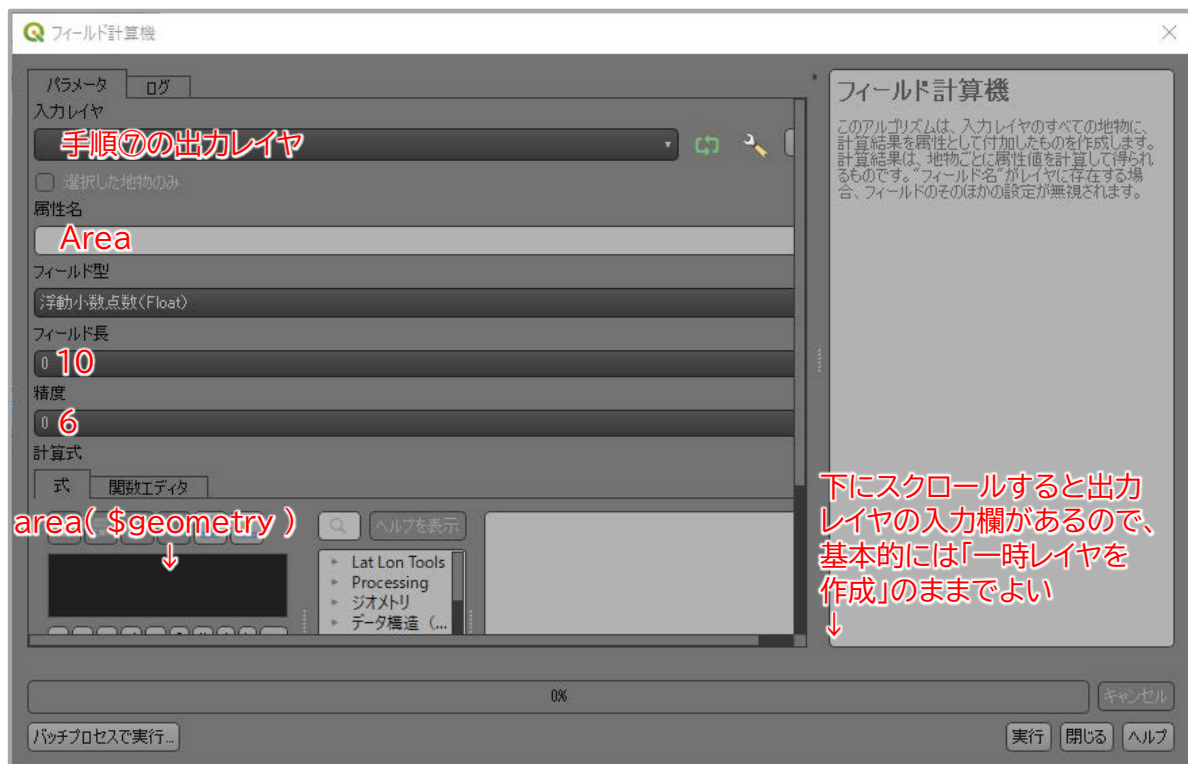 フィールド計算機
パラメータ
ログ
入力レイヤ
手順⑦の出力レイヤ
選択した地物のみ
属性名
Area
フィールド型
浮動小数点数(Float)
フィールド長
0 10
精度
0 6
計算式
式
関数エディタ
area( $geometry )
↓
ヘルプを表示
Lat Lon Tools
Processing
ジオメトリ
データ構造 (...
フィールド計算機
このアルゴリズムは、入力レイヤのすべての地物に、
計算結果を属性として付加したものを作成します。
計算結果は、地物ごとに属性値を計算して得られ
るものです。"フィールド名"がレイヤに存在する場
合、フィールドのそのほかの設定が無視されます。
下にスクロールすると出力
レイヤの入力欄があるので、
基本的には「一時レイヤを
作成」のままでよい
↓
0%
キャンセル
バッチプロセスで実行...
実行
閉じる
ヘルプ